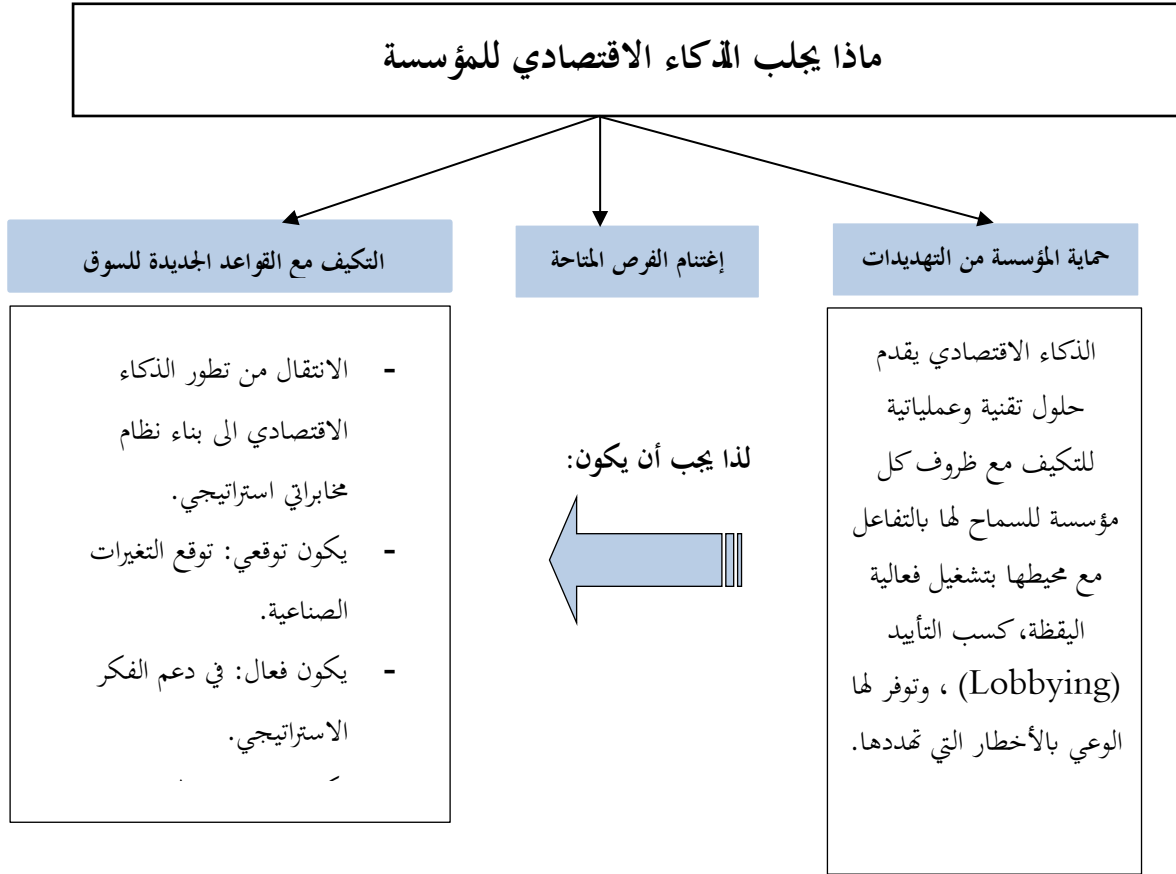 ماذا يجلب الذكاء الاقتصادي للمؤسسة
حماية المؤسسة من التهديدات
إغتنام الفرص المتاحة
التكيف مع القواعد الجديدة للسوق
الذكاء الاقتصادي يقدم
حلول تقنية وعملياتية
للتكيف مع ظروف كل
مؤسسة للسماح لها بالتفاعل
مع محيطها بتشغيل فعالية
اليقظة، كسب التأييد
(Lobbying) ، وتوفر لها
الوعي بالأخطار التي تهددها.
لذا يجب أن يكون:
- الانتقال من تطور الذكاء
الاقتصادي الى بناء نظام
مخابراتي استراتيجي.
- يكون توقعي: توقع التغيرات
الصناعية.
- يكون فعال: في دعم الفكر
الاستراتيجي.